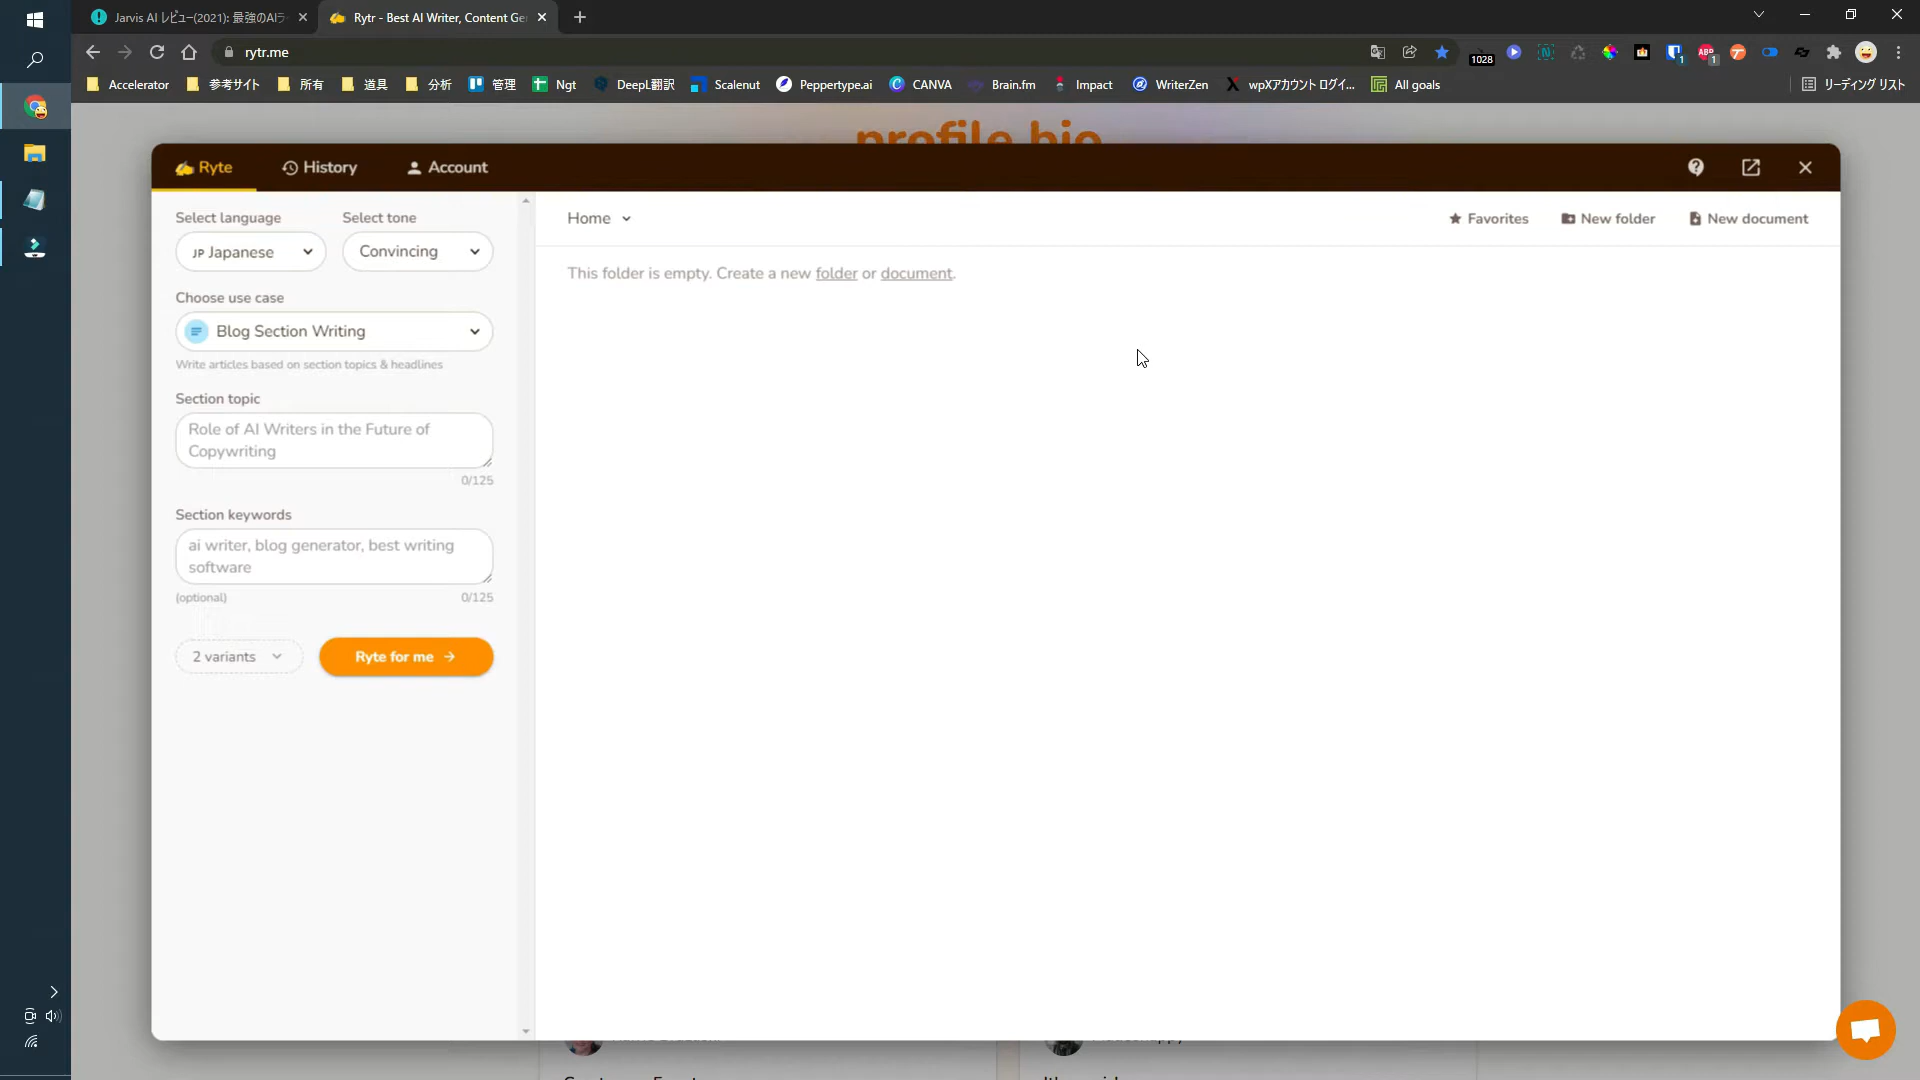 Jarvis AI レビュー(2021): 最強のAIラ
Rytr - Best AI Writer, Content Ge
rytr.me
1028
ABP
1
1
Accelerator
参考サイト
所有
道具
分析
管理
Ngt
DeepL翻訳
Scalenut
Peppertype.ai
CANVA
Brain.fm
Impact
WriterZen
wpXアカウント ログイ...
All goals
リーディング リスト
profile bio
Ryte
History
Account
Select language
Select tone
JP Japanese
Convincing
Choose use case
Blog Section Writing
Write articles based on section topics & headlines
Section topic
Role of AI Writers in the Future of
Copywriting
0/125
Section keywords
ai writer, blog generator, best writing
software
(optional)
0/125
2 variants
Ryte for me →
Home
Favorites
New folder
New document
This folder is empty. Create a new folder or document.